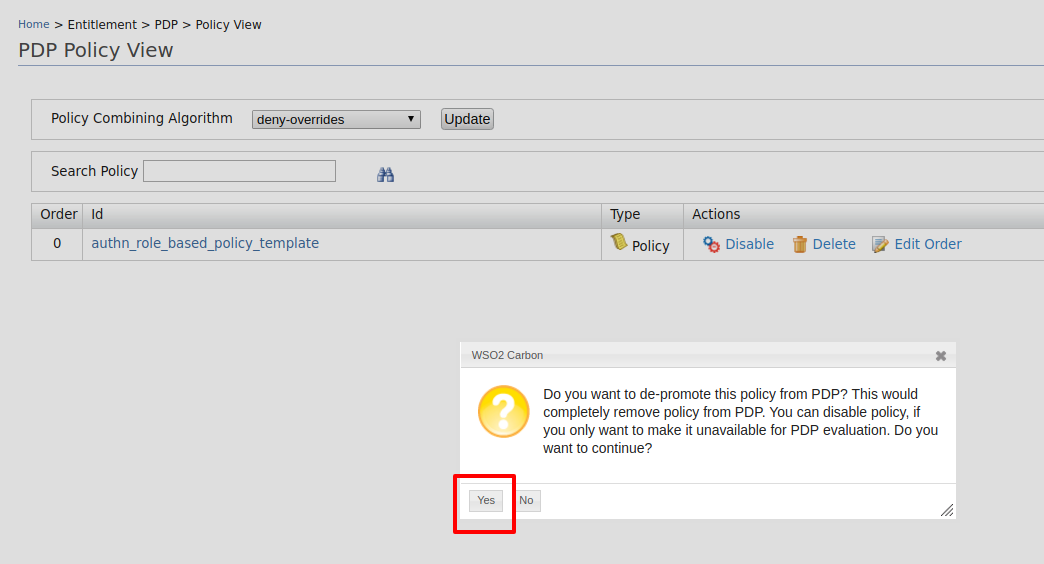 Home > Entitlement > PDP > Policy View
PDP Policy View
Policy Combining Algorithm deny-overrides Update
Search Policy
Order Id Type Actions
0 authn_role_based_policy_template Policy Disable Delete Edit Order
WSO2 Carbon
Do you want to de-promote this policy from PDP? This would
completely remove policy from PDP. You can disable policy, if
you only want to make it unavailable for PDP evaluation. Do you
want to continue?
Yes No